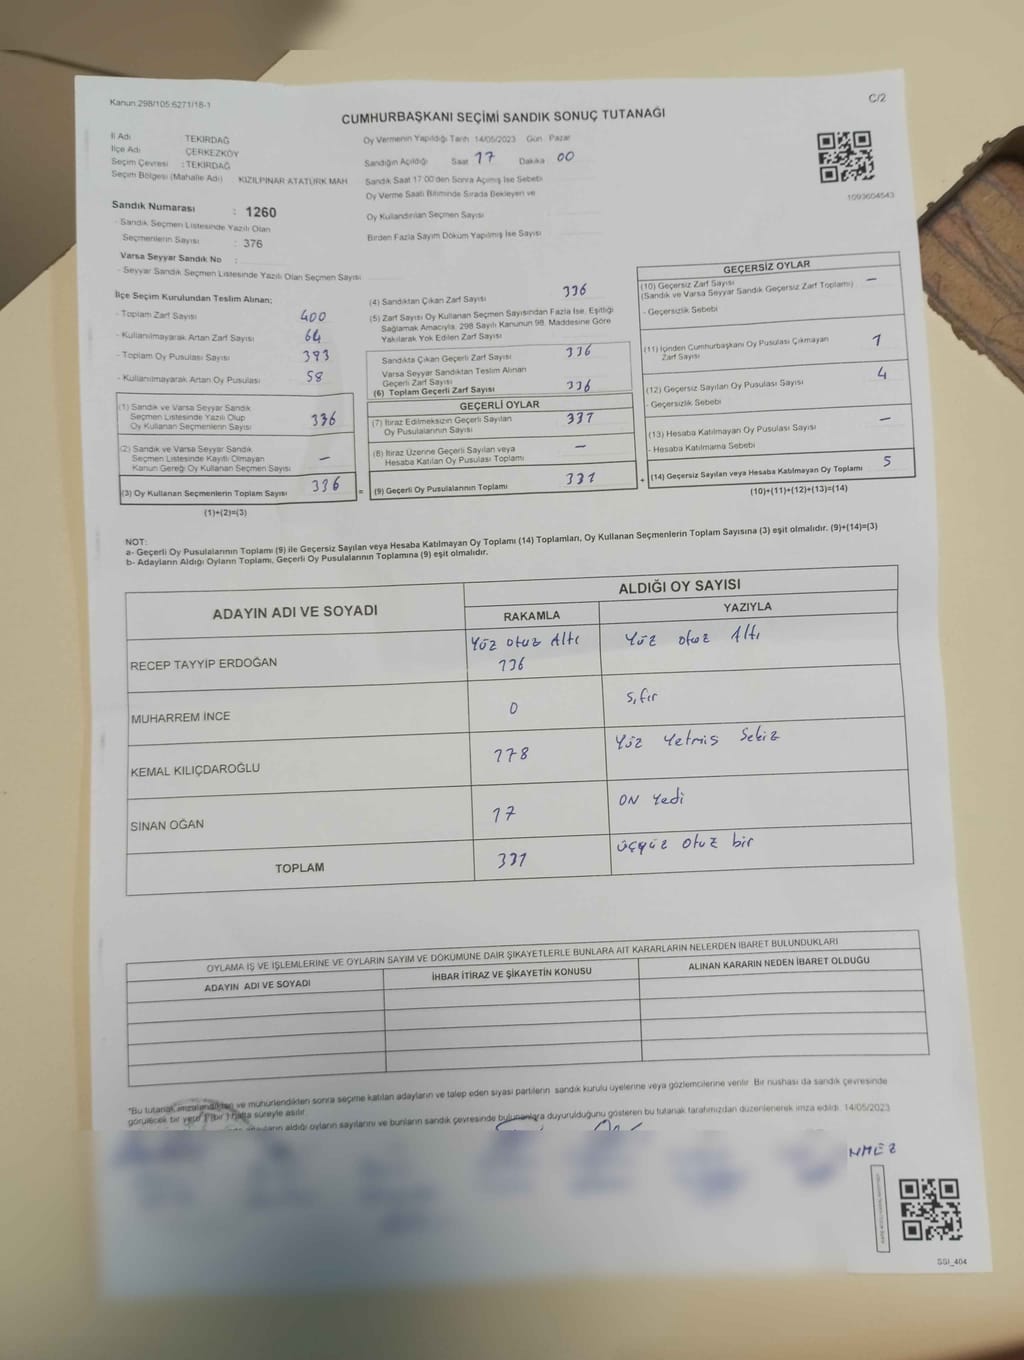 Kanun 298/105;6271/18-1
C/2
CUMHURBAŞKANI SEÇİMİ SANDIK SONUÇ TUTANAĞI
İl Adı TEKİRDAĞ
İlçe Adı ÇERKEZKÖY
Seçim Çevresi : TEKİRDAĞ
Seçim Bölgesi (Mahalle Adı) : KIZILPINAR ATATÜRK MAH
Oy Vermenin Yapıldığı Tarih 14/05/2023 Gün Pazar
Sandığın Açıldığı Saat 17 Dakika 00
Sandık Saat 17:00'den Sonra Açımış İse Sebebi
Oy Verme Saati Bitiminde Sırada Bekleyen ve
Oy Kullandırılan Seçmen Sayısı
Birden Fazla Sayım Döküm Yapılmış İse Sayısı
1093604543
Sandık Numarası : 1260
- Sandık Seçmen Listesinde Yazılı Olan
Seçmenlerin Sayısı : 376
Varsa Seyyar Sandık No :
- Seyyar Sandık Seçmen Listesinde Yazılı Olan Seçmen Sayısı
İlçe Seçim Kurulundan Teslim Alınan;
- Toplam Zarf Sayısı 400
- Kullanılmayarak Artan Zarf Sayısı 64
- Toplam Oy Pusulası Sayısı 393
- Kullanılmayarak Artan Oy Pusulası 58
(1) Sandık ve Varsa Seyyar Sandık
Seçmen Listesinde Yazılı Olup
Oy Kullanan Seçmenlerin Sayısı 336
(2) Sandık ve Varsa Seyyar Sandık
Seçmen Listesinde Kayıtlı Olmayan
Kanun Gereği Oy Kullanan Seçmen Sayısı –
(3) Oy Kullanan Seçmenlerin Toplam Sayısı 336
(1)+(2)=(3)
(4) Sandıktan Çıkan Zarf Sayısı 336
(5) Zarf Sayısı Oy Kullanan Seçmen Sayısından Fazla İse, Eşitliği
Sağlamak Amacıyla, 298 Sayılı Kanunun 98. Maddesine Göre
Yakılarak Yok Edilen Zarf Sayısı
Sandıkta Çıkan Geçerli Zarf Sayısı 336
Varsa Seyyar Sandıktan Teslim Alınan
Geçerli Zarf Sayısı
(6) Toplam Geçerli Zarf Sayısı 336
GEÇERLİ OYLAR
(7) İtiraz Edilmeksizin Geçerli Sayılan
Oy Pusulalarının Sayısı 331
(8) İtiraz Üzerine Geçerli Sayılan veya
Hesaba Katılan Oy Pusulası Toplamı –
= (9) Geçerli Oy Pusulalarının Toplamı 331
GEÇERSİZ OYLAR
(10) Geçersiz Zarf Sayısı –
(Sandık ve Varsa Seyyar Sandık Geçersiz Zarf Toplamı)
- Geçersizlik Sebebi
(11) İçinden Cumhurbaşkanı Oy Pusulası Çıkmayan
Zarf Sayısı 1
(12) Geçersiz Sayılan Oy Pusulası Sayısı 4
- Geçersizlik Sebebi
(13) Hesaba Katılmayan Oy Pusulası Sayısı –
- Hesaba Katılmama Sebebi
+ (14) Geçersiz Sayılan veya Hesaba Katılmayan Oy Toplamı 5
(10)+(11)+(12)+(13)=(14)
NOT:
a- Geçerli Oy Pusulalarının Toplamı (9) ile Geçersiz Sayılan veya Hesaba Katılmayan Oy Toplamı (14) Toplamları, Oy Kullanan Seçmenlerin Toplam Sayısına (3) eşit olmalıdır. (9)+(14)=(3)
b- Adayların Aldığı Oyların Toplamı, Geçerli Oy Pusulalarının Toplamına (9) eşit olmalıdır.
ADAYIN ADI VE SOYADI
ALDIĞI OY SAYISI
RAKAMLA YAZIYLA
RECEP TAYYİP ERDOĞAN Yüz otuz Altı 136 Yüz otuz Altı
MUHARREM İNCE 0 Sıfır
KEMAL KILIÇDAROĞLU 178 Yüz Yetmiş Sekiz
SİNAN OĞAN 17 ON Yedi
TOPLAM 331 üçyüz otuz bir
OYLAMA İŞ VE İŞLEMLERİNE VE OYLARIN SAYIM VE DÖKÜMÜNE DAİR ŞİKAYETLERLE BUNLARA AİT KARARLARIN NELERDEN İBARET BULUNDUKLARI
ADAYIN ADI VE SOYADI İHBAR İTİRAZ VE ŞİKAYETİN KONUSU ALINAN KARARIN NEDEN İBARET OLDUĞU
*Bu tutanak imzalandıktan ve mühürlendikten sonra seçime katılan adayların ve talep eden siyasi partilerin sandık kurulu üyelerine veya gözlemcilerine verilir. Bir nüshası da sandık çevresinde
görülecek bir yere 1 (bir) hafta süreyle asılır.
adayların aldığı oyların sayılarını ve bunların sandık çevresinde bulunanlara duyurulduğunu gösteren bu tutanak tarafımızdan düzenlenerek imza edildi. 14/05/2023
NMEZ
SSI_404